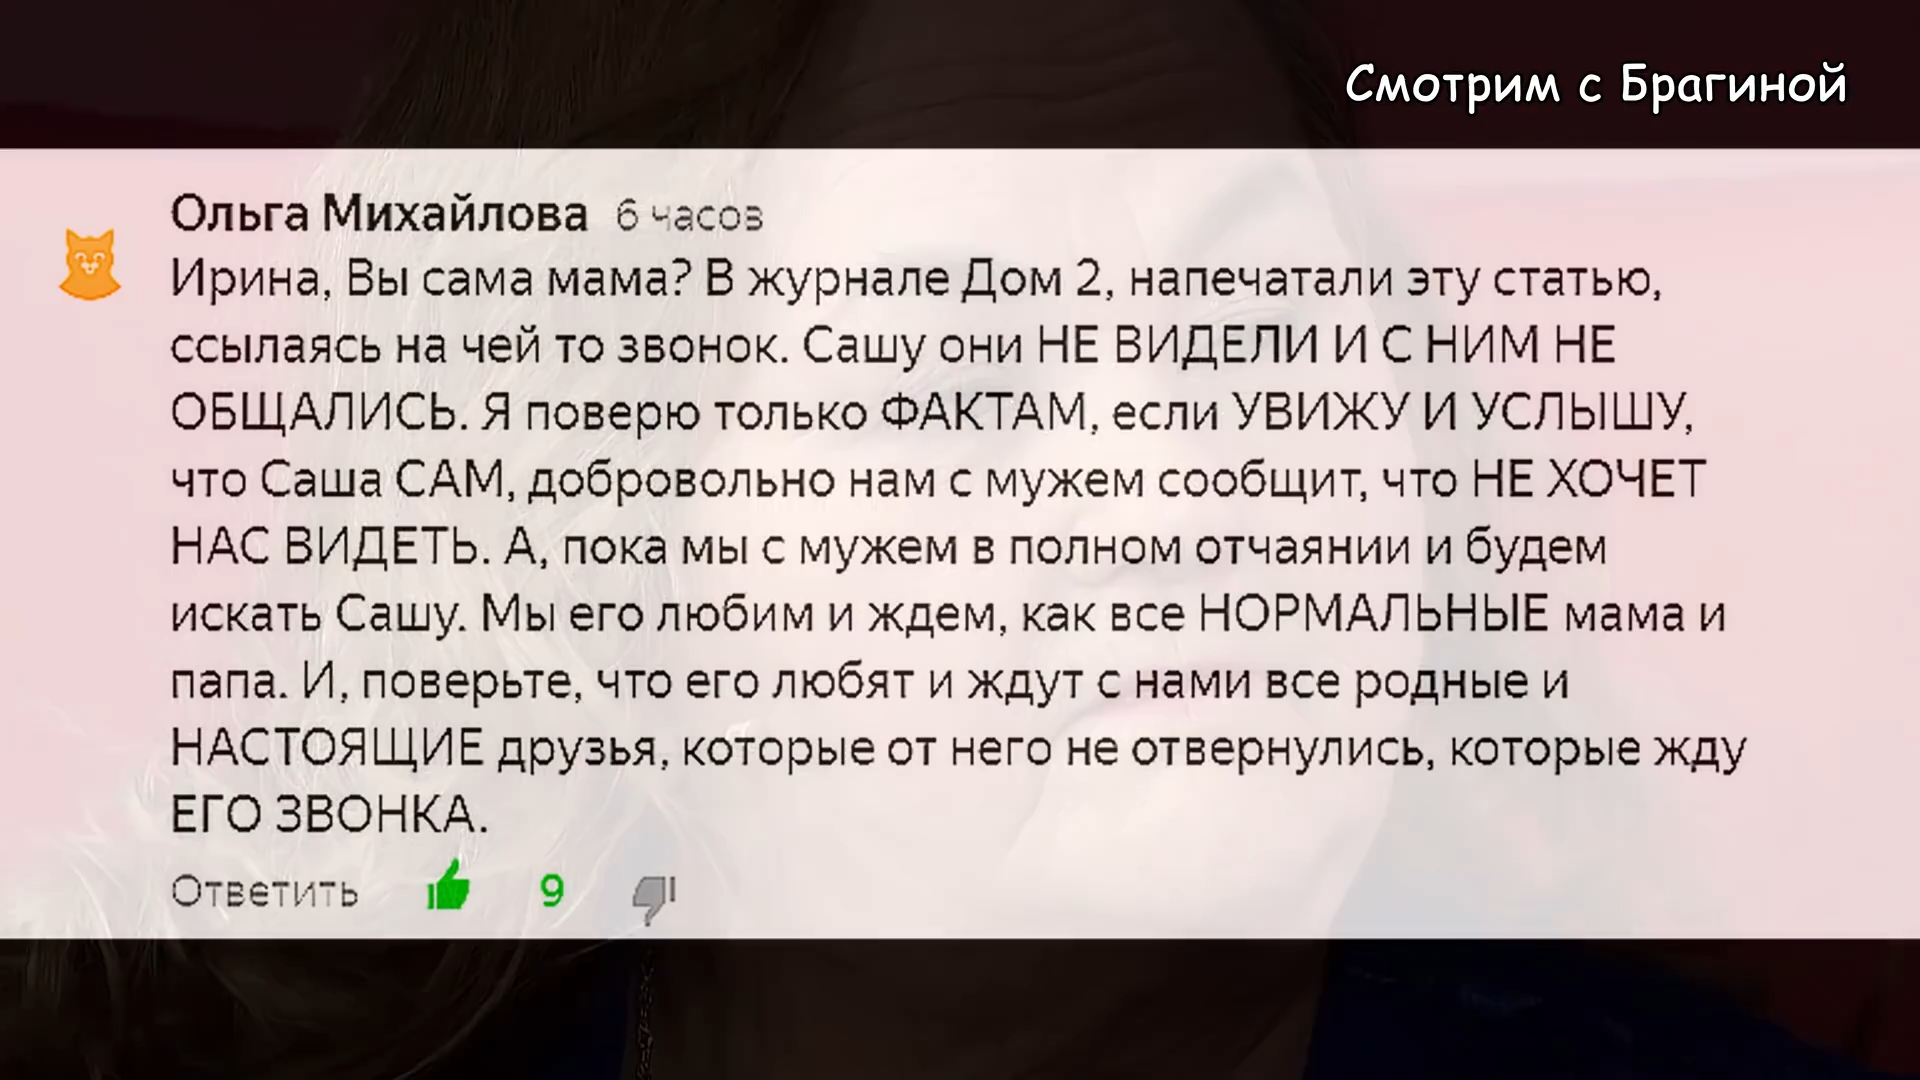 Смотрим с Брагиной
Ольга Михайлова 6 часов
Ирина, Вы сама мама? В журнале Дом 2, напечатали эту статью,
ссылаясь на чей то звонок. Сашу они НЕ ВИДЕЛИ И С НИМ НЕ
ОБЩАЛИСЬ. Я поверю только ФАКТАМ, если УВИЖУ И УСЛЫШУ,
что Саша САМ, добровольно нам с мужем сообщит, что НЕ ХОЧЕТ
НАС ВИДЕТЬ. А, пока мы с мужем в полном отчаянии и будем
искать Сашу. Мы его любим и ждем, как все НОРМАЛЬНЫЕ мама и
папа. И, поверьте, что его любят и ждут с нами все родные и
НАСТОЯЩИЕ друзья, которые от него не отвернулись, которые жду
ЕГО ЗВОНКА.
Ответить 9